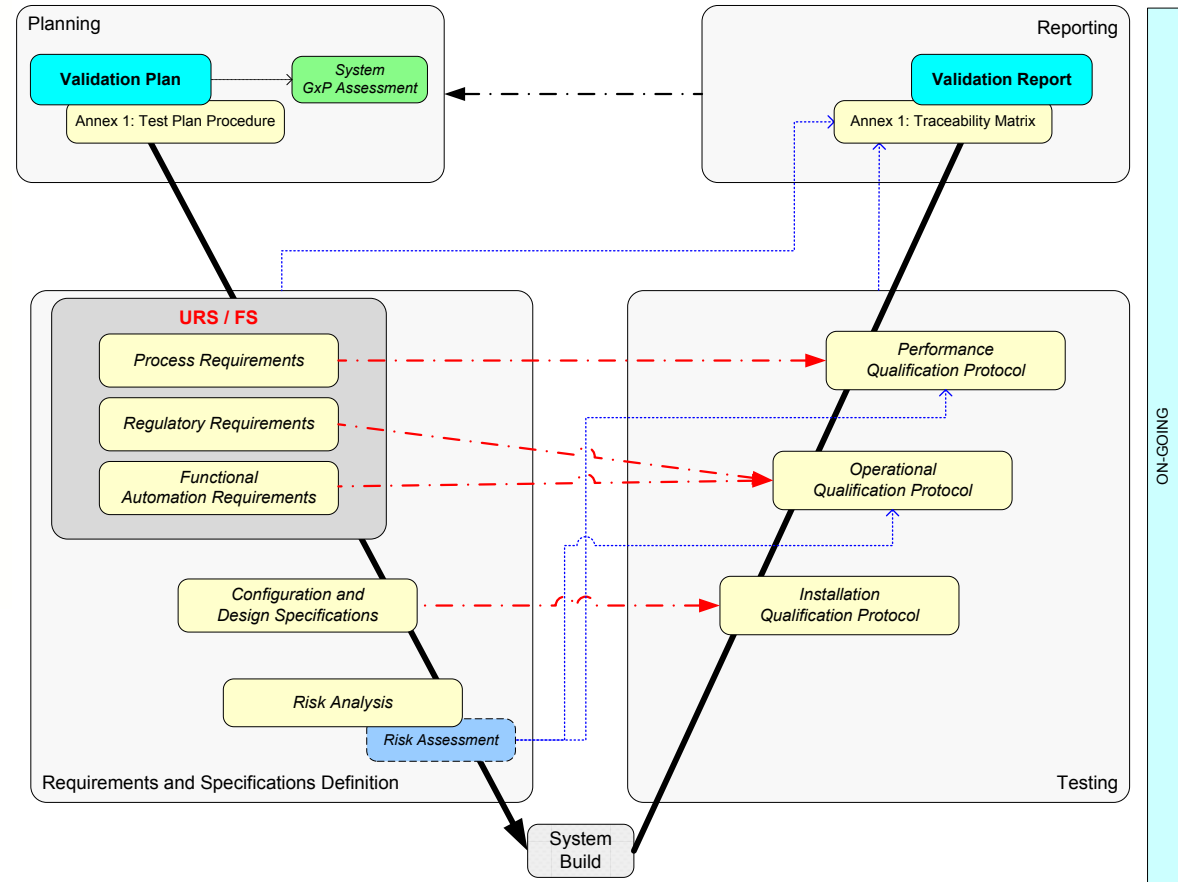 Planning
Validation Plan
System
GxP Assessment
Annex 1: Test Plan Procedure
Reporting
Validation Report
Annex 1: Traceability Matrix
URS / FS
Process Requirements
Regulatory Requirements
Functional
Automation Requirements
Configuration and
Design Specifications
Risk Analysis
Risk Assessment
Requirements and Specifications Definition
Performance
Qualification Protocol
Operational
Qualification Protocol
Installation
Qualification Protocol
Testing
System
Build
ON-GOING